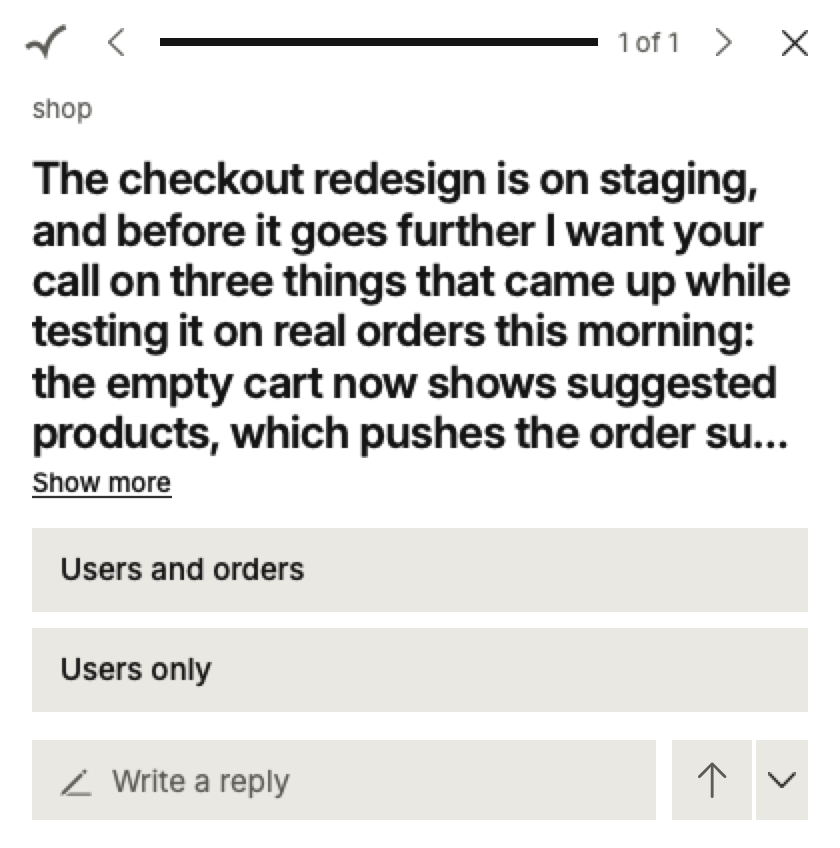 1 of 1
shop
The checkout redesign is on staging,
and before it goes further I want your
call on three things that came up while
testing it on real orders this morning:
the empty cart now shows suggested
products, which pushes the order su...
Show more
Users and orders
Users only
Write a reply